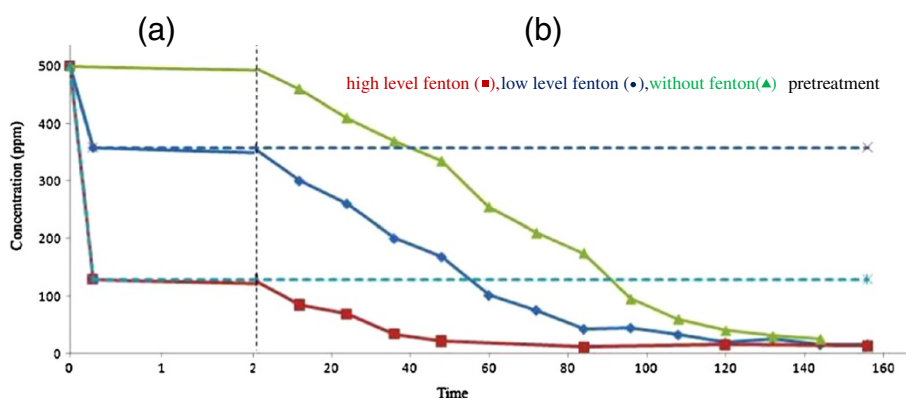 (a) (b)
high level fenton (■),low level fenton (•),without fenton(▲) pretreatment
500
400
300
200
100
0
Concentration (ppm)
0 1 2 20 40 60 80 100 120 140 160
Time